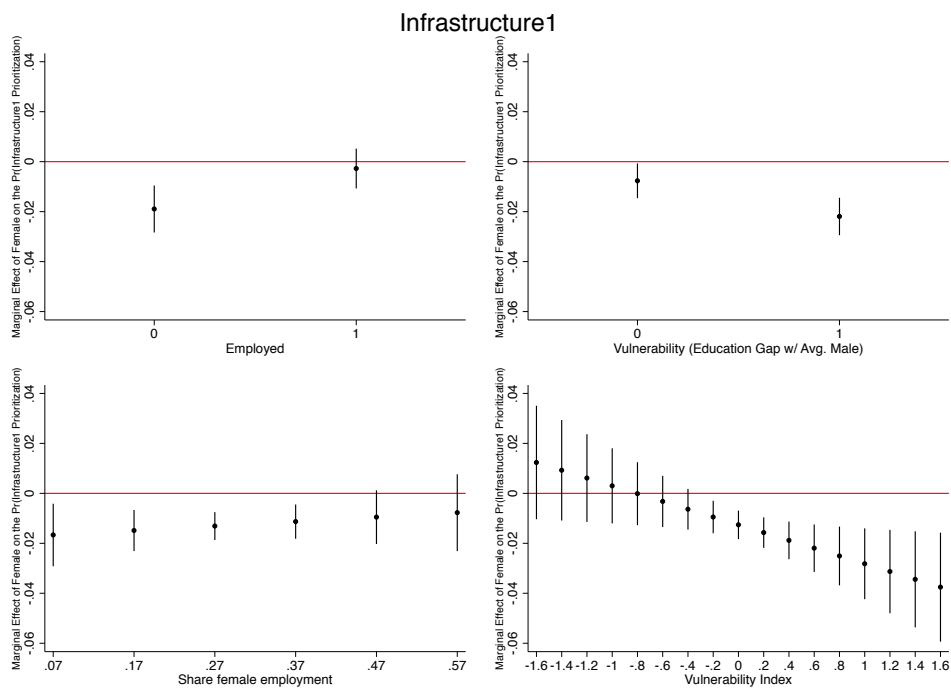 Infrastructure1
Marginal Effect of Female on the Pr(Infrastructure1 Prioritization)
.04
.02
0
-.02
-.04
-.06
0 1
Employed
Marginal Effect of Female on the Pr(Infrastructure1 Prioritization)
.04
.02
0
-.02
-.04
-.06
0 1
Vulnerability (Education Gap w/ Avg. Male)
Marginal Effect of Female on the Pr(Infrastructure1 Prioritization)
.04
.02
0
-.02
-.04
-.06
.07 .17 .27 .37 .47 .57
Share female employment
Marginal Effect of Female on the Pr(Infrastructure1 Prioritization)
.04
.02
0
-.02
-.04
-.06
-1.6 -1.4 -1.2 -1 -.8 -.6 -.4 -.2 0 .2 .4 .6 .8 1 1.2 1.4 1.6
Vulnerability Index